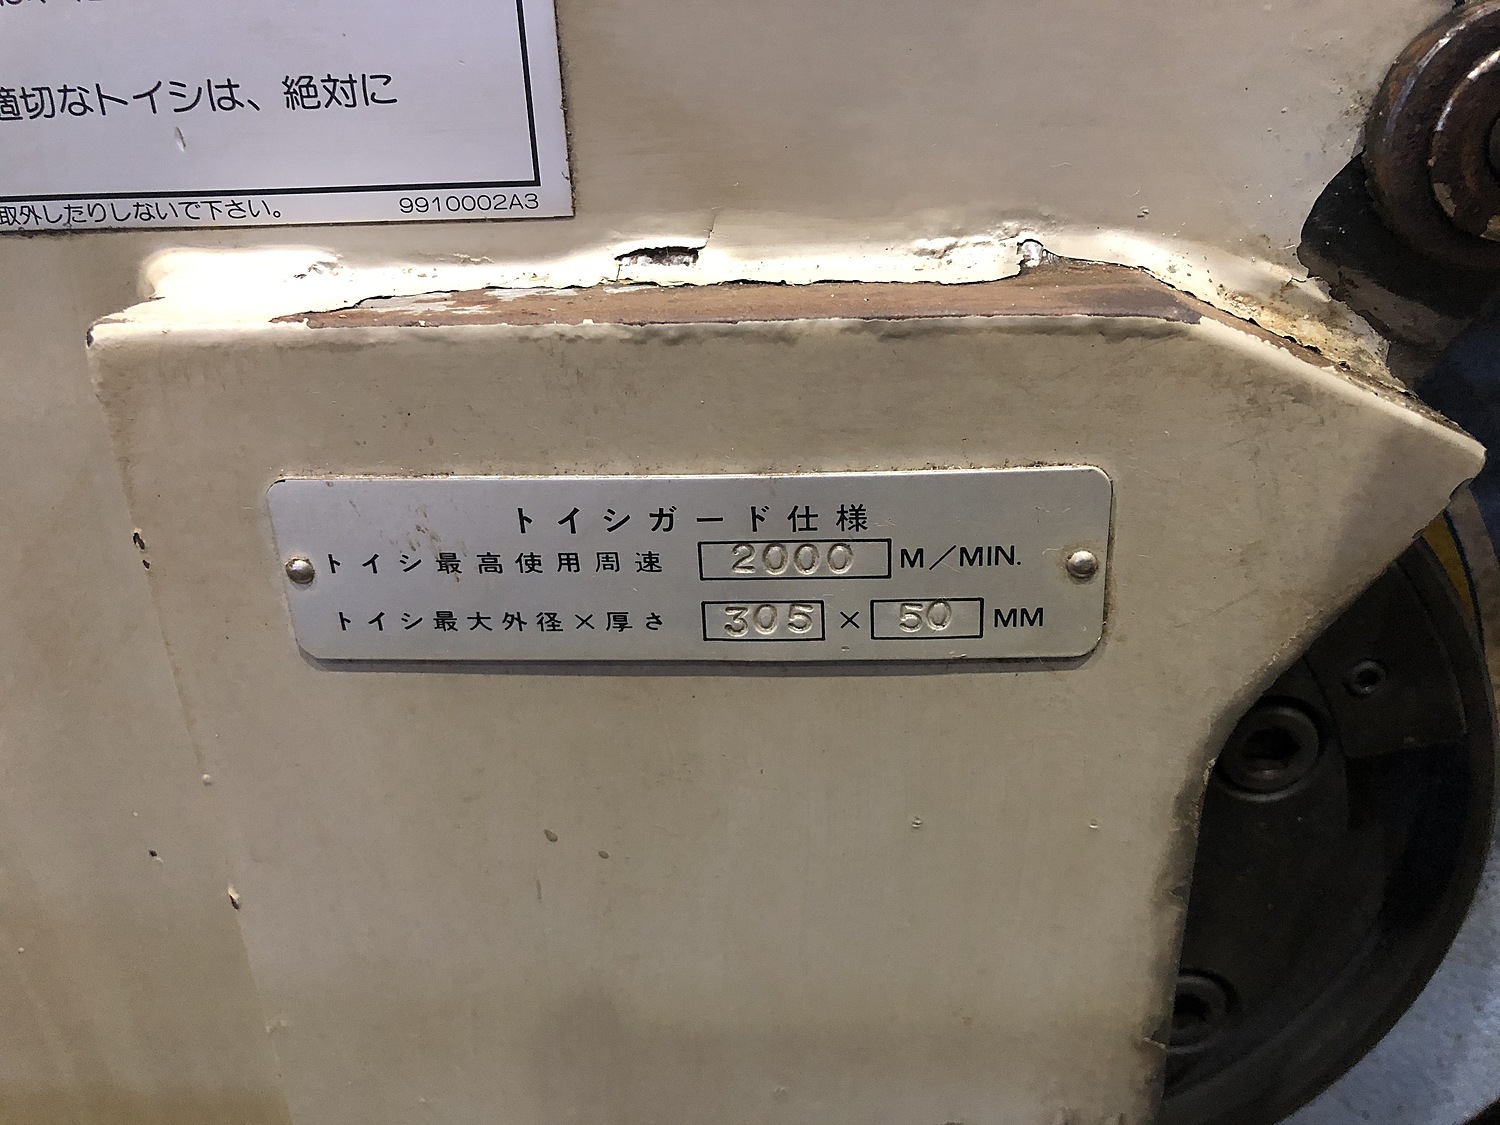 適切なトイシは、絶対に
取外したりしないで下さい。 9910002A3
トイシガード仕様
トイシ最高使用周速 2000 M/MIN.
トイシ最大外径×厚さ 305 × 50 MM